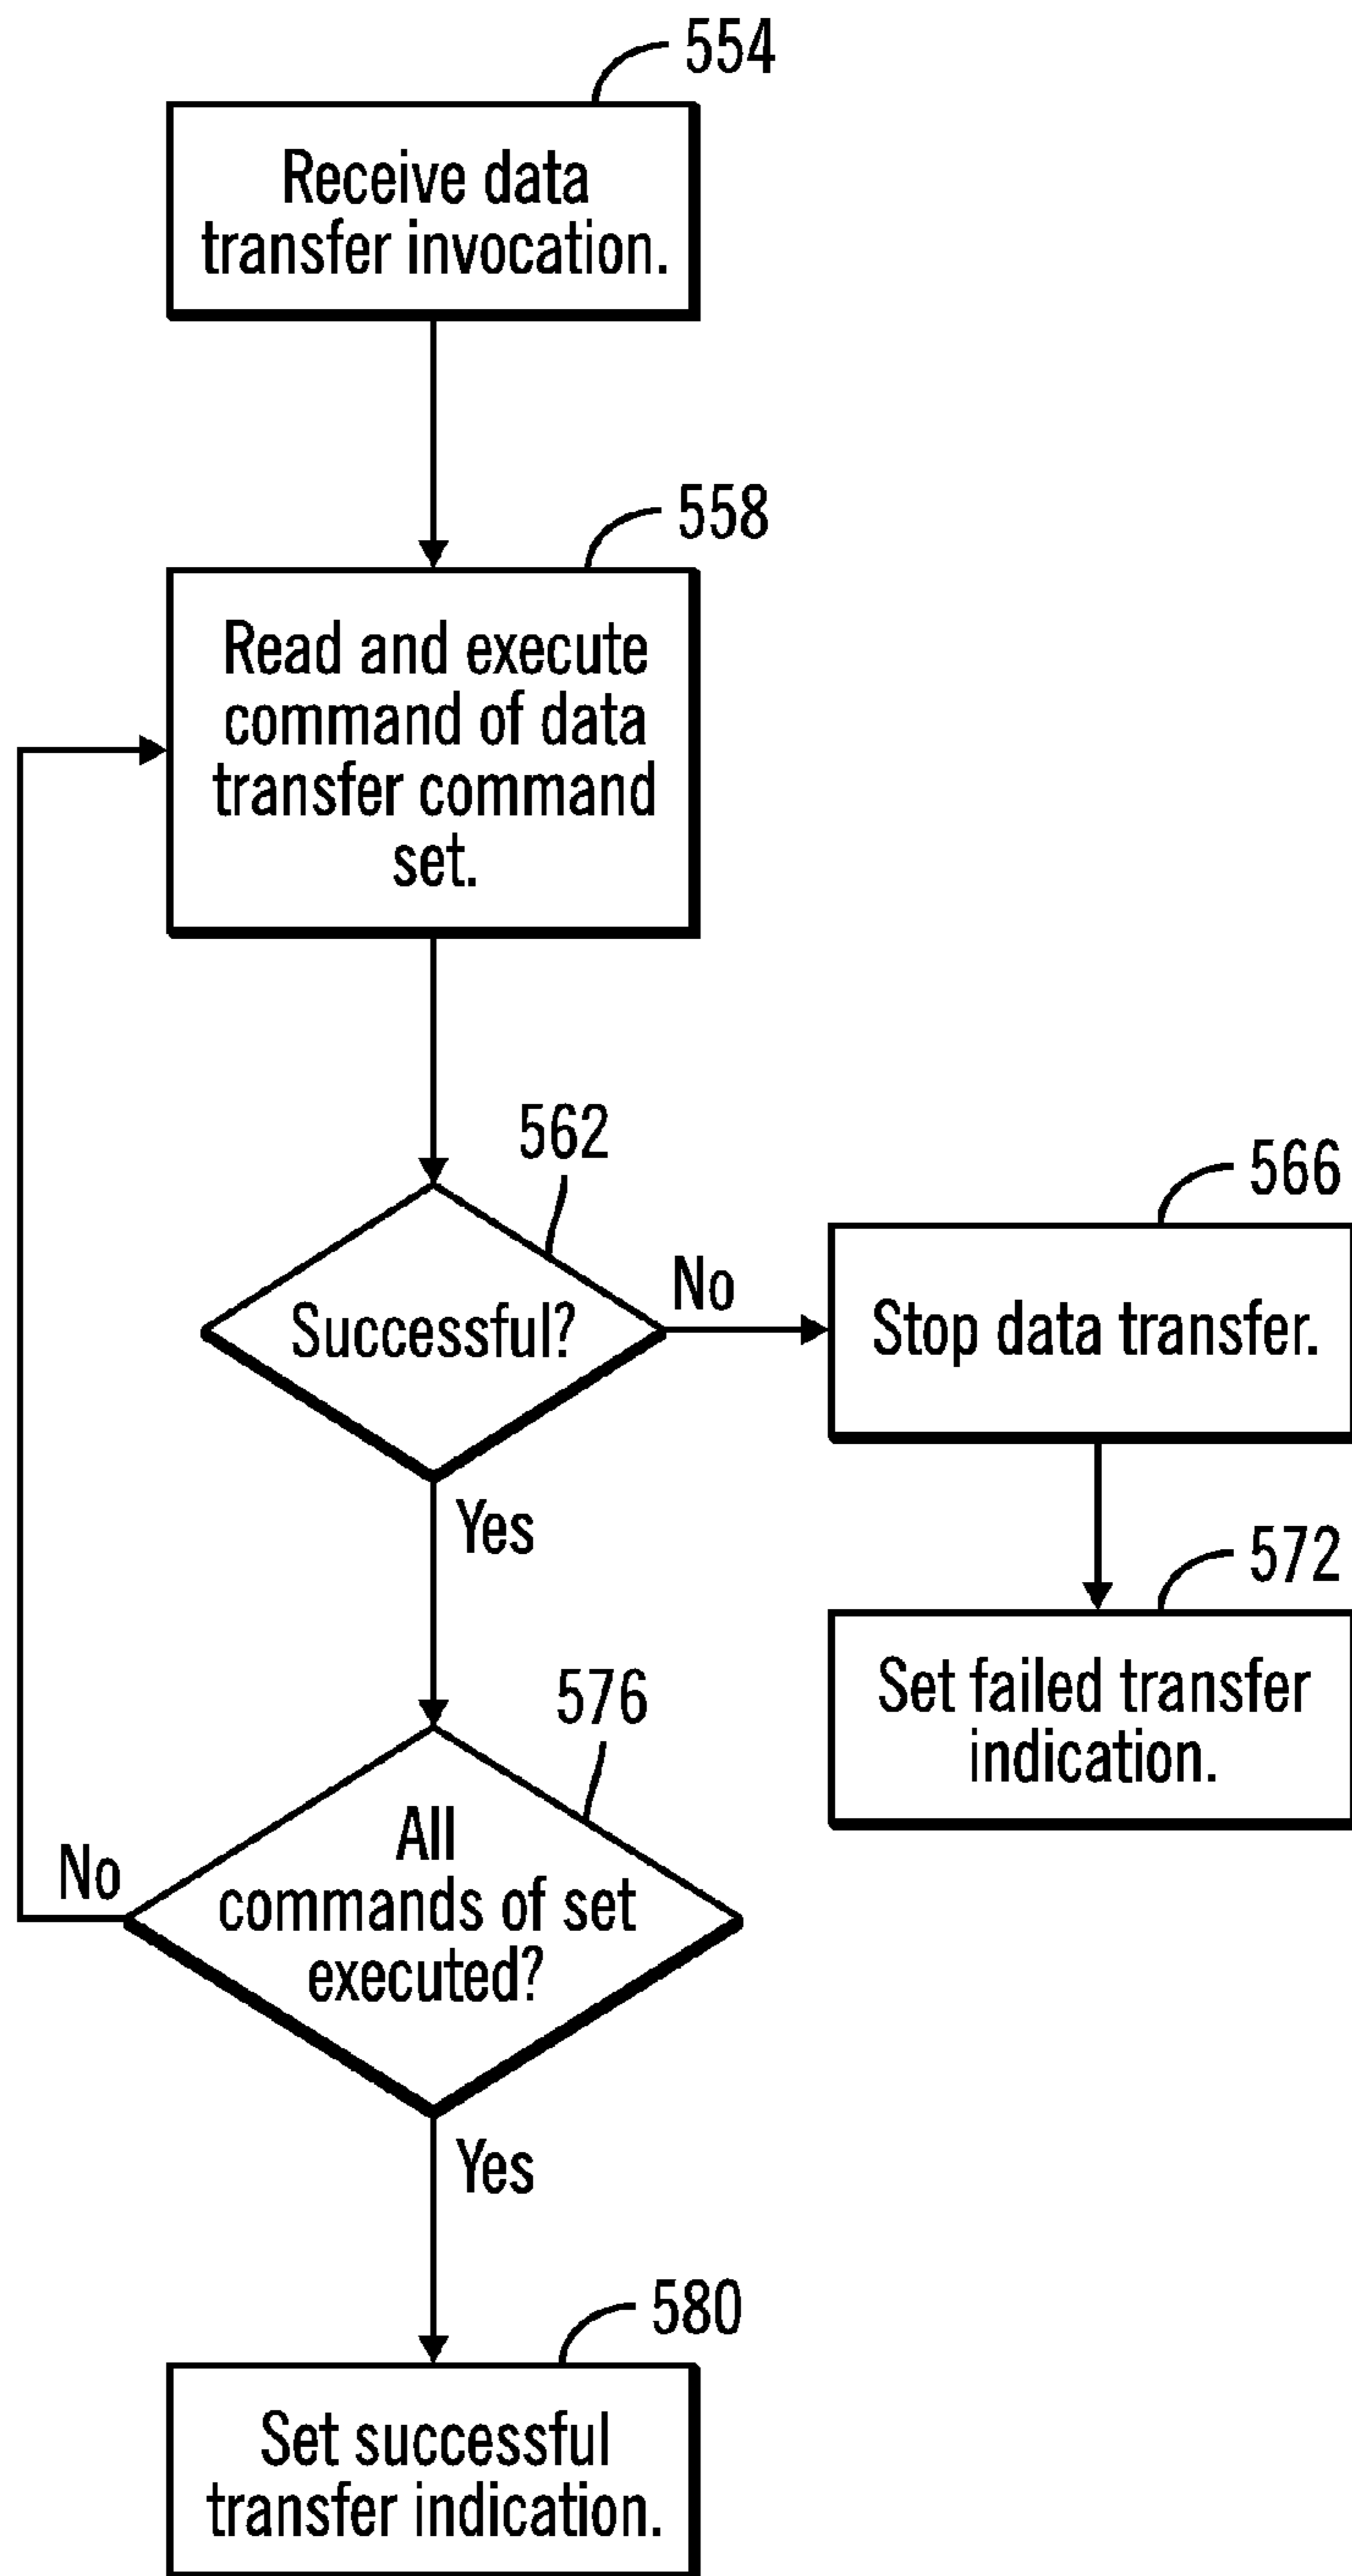 554
Receive data
transfer invocation.
558
Read and execute
command of data
transfer command
set.
562
Successful?
No
566
Stop data transfer.
Yes
572
Set failed transfer
indication.
576
All
commands of set
executed?
No
Yes
580
Set successful
transfer indication.